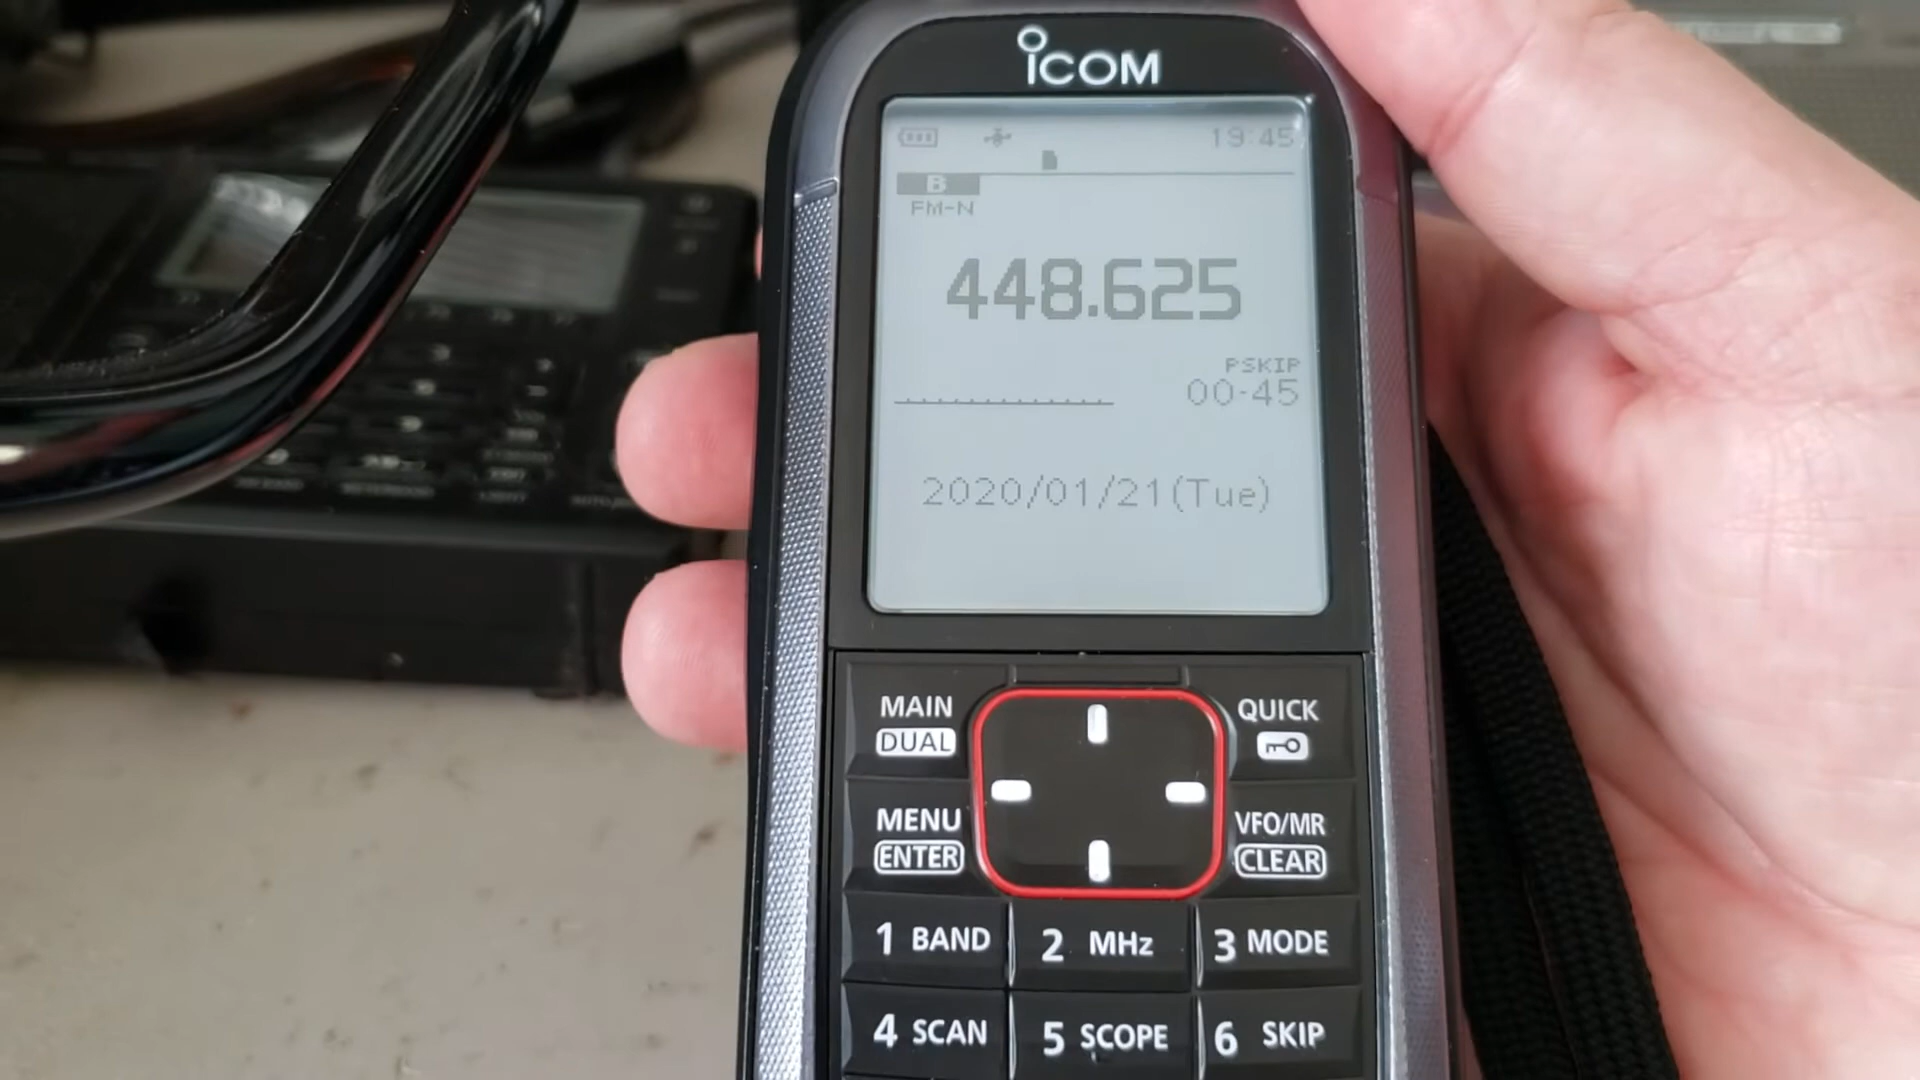 iCOM
19:45
B
FM-N
448.625
PSKIP
00-45
2020/01/21(Tue)
MAIN
DUAL
QUICK
MENU
ENTER
VFO/MR
CLEAR
1 BAND
2 MHz
3 MODE
4 SCAN
5 SCOPE
6 SKIP